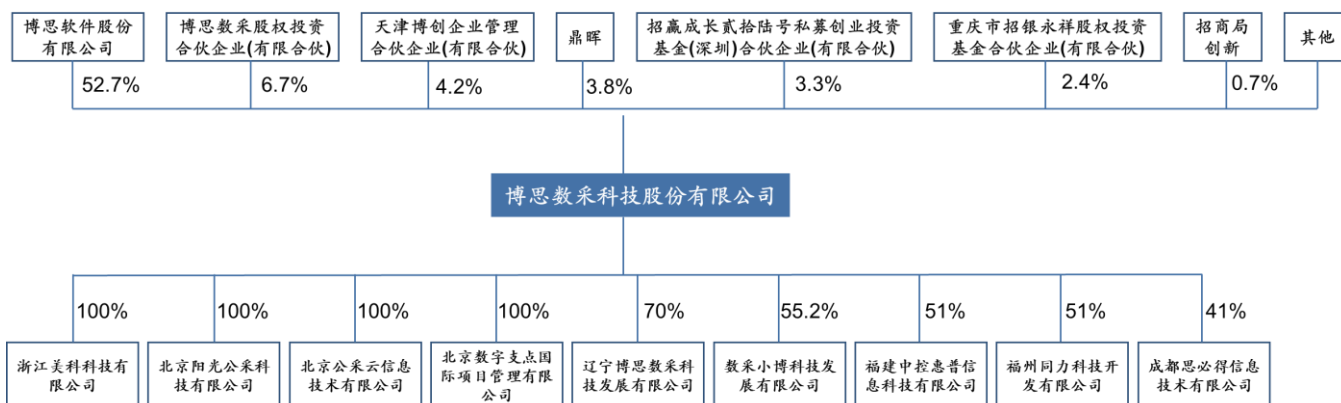 博思软件股份
有限公司
博思数采股权投资
合伙企业(有限合伙)
天津博创企业管理
合伙企业(有限合伙)
鼎晖
招赢成长贰拾陆号私募创业投资
基金(深圳)合伙企业(有限合伙)
重庆市招银永祥股权投资
基金合伙企业(有限合伙)
招商局
创新
其他
52.7%
6.7%
4.2%
3.8%
3.3%
2.4%
0.7%
博思数采科技股份有限公司
100%
100%
100%
100%
70%
55.2%
51%
51%
41%
浙江美科科技有
限公司
北京阳光公采科
技有限公司
北京公采云信息
技术有限公司
北京数字支点国
际项目管理有限公
司
辽宁博思数采科
技发展有限公司
数采小博科技发
展有限公司
福建中控惠普信
息科技有限公司
福州同力科技开
发有限公司
成都思必得信息
技术有限公司